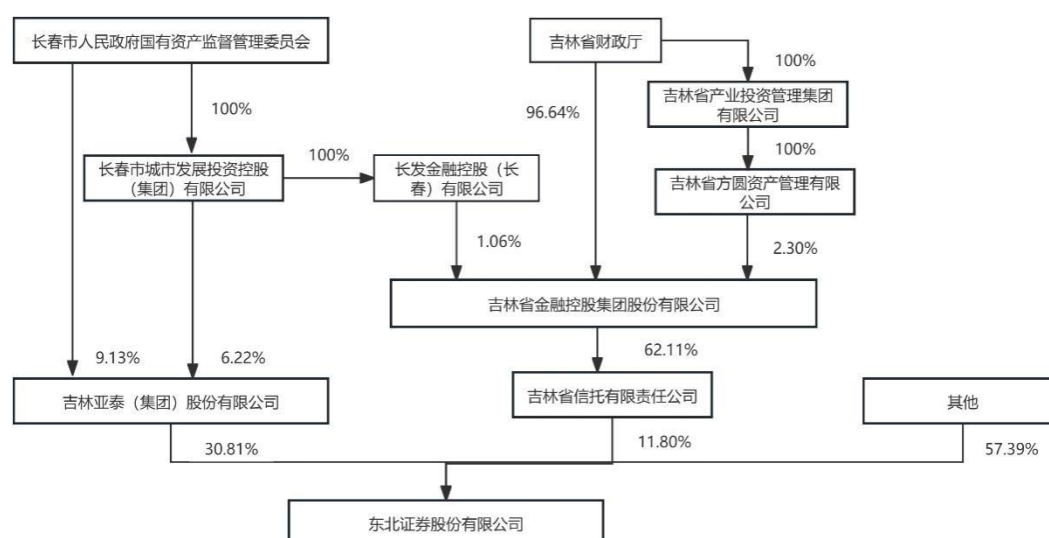 长春市人民政府国有资产监督管理委员会
吉林省财政厅
100%
100%
96.64%
吉林省产业投资管理集团
有限公司
100%
100%
长春市城市发展投资控股
（集团）有限公司
长发金融控股（长
春）有限公司
吉林省方圆资产管理有限
公司
1.06%
2.30%
吉林省金融控股集团股份有限公司
9.13%
6.22%
62.11%
吉林亚泰（集团）股份有限公司
吉林省信托有限责任公司
其他
30.81%
11.80%
57.39%
东北证券股份有限公司